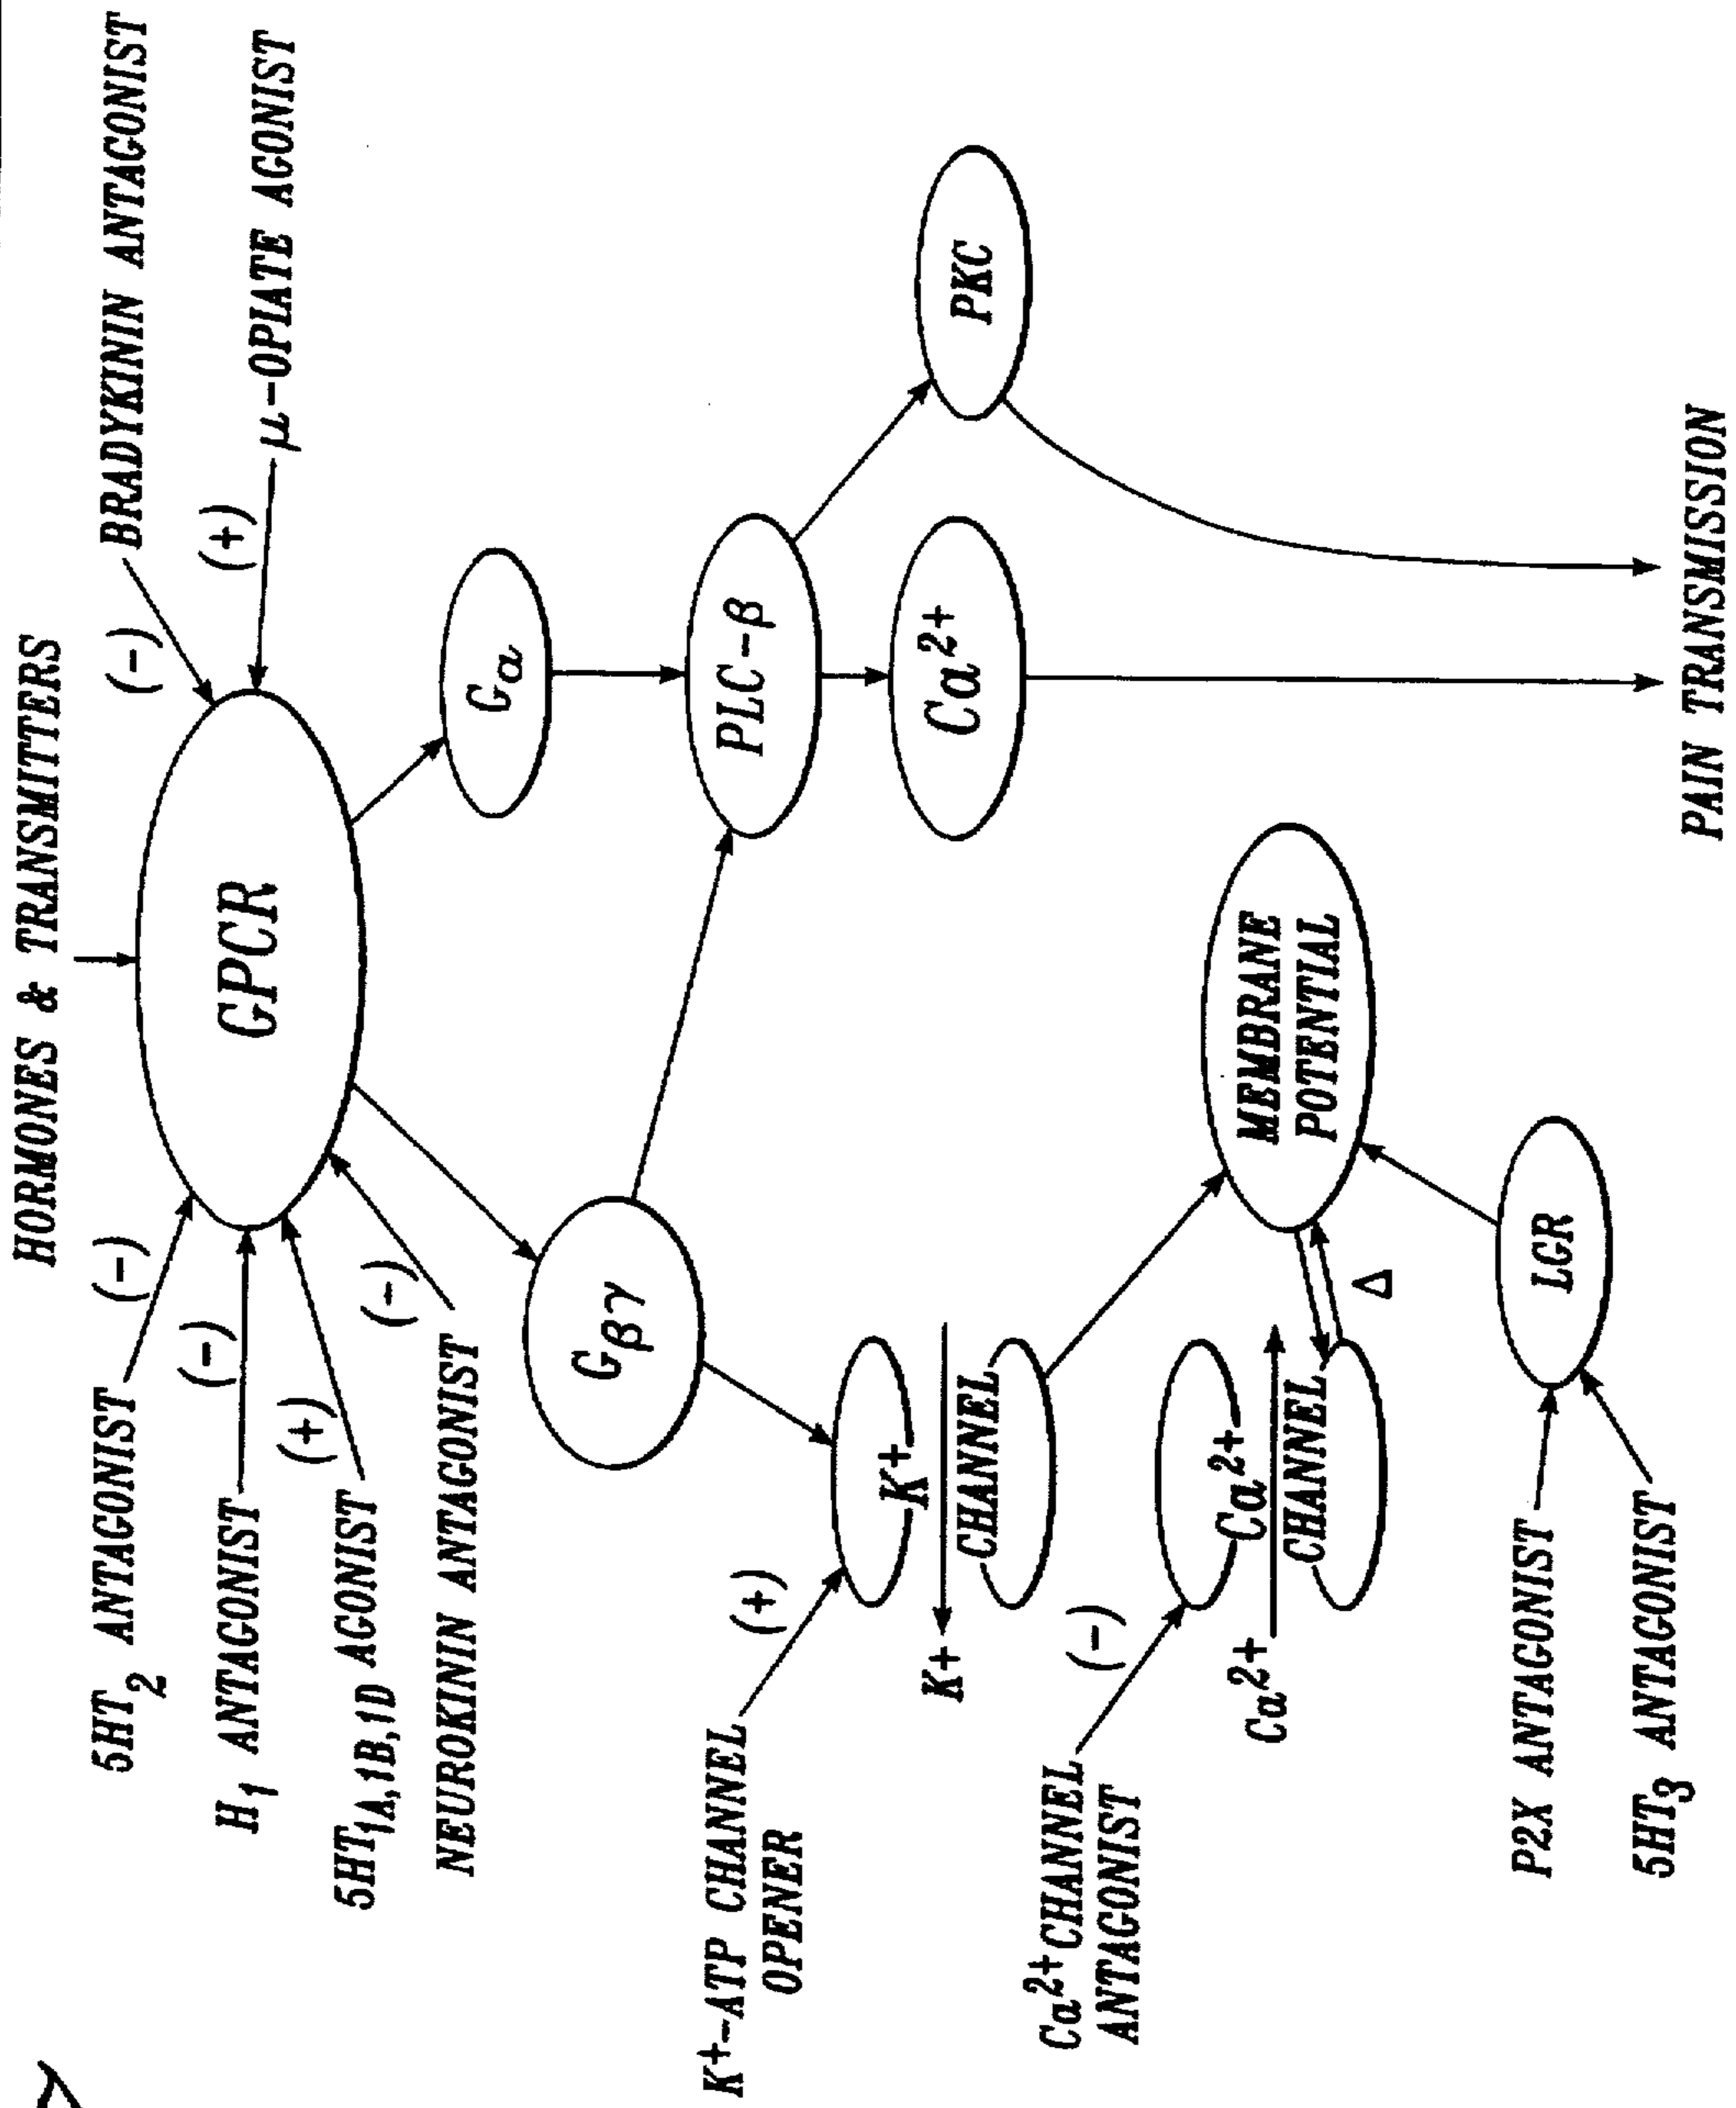 HORMONES & TRANSMITTERS
5HT2 ANTAGONIST
(-)
(-)
BRADYKININ ANTAGONIST
H1 ANTAGONIST
(-)
GPCR
(+)
μ-OPIATE AGONIST
5HT1A,1B,1D AGONIST
(+)
NEUROKININ ANTAGONIST
(-)
Gα
Gβγ
K+-ATP CHANNEL
OPENER
(+)
PLC-β
K+
K+
CHANNEL
Ca2+
PKC
Ca2+CHANNEL
ANTAGONIST
(-)
Ca2+
Ca2+
CHANNEL
MEMBRANE
POTENTIAL
Δ
P2X ANTAGONIST
LGR
5HT3 ANTAGONIST
PAIN TRANSMISSION